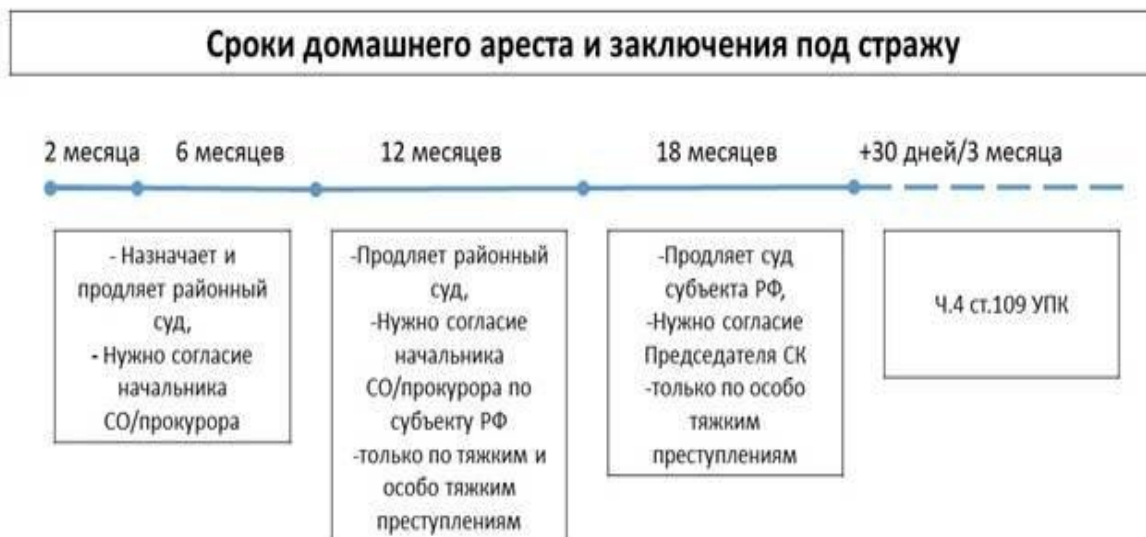 Сроки домашнего ареста и заключения под стражу
2 месяца 6 месяцев 12 месяцев 18 месяцев +30 дней/3 месяца
- Назначает и
продляет районный
суд,
- Нужно согласие
начальника
СО/прокурора
-Продляет районный
суд,
-Нужно согласие
начальника
СО/прокурора по
субъекту РФ
-только по тяжким и
особо тяжким
преступлениям
-Продляет суд
субъекта РФ,
-Нужно согласие
Председателя СК
-только по особо
тяжким
преступлениям
Ч.4 ст.109 УПК